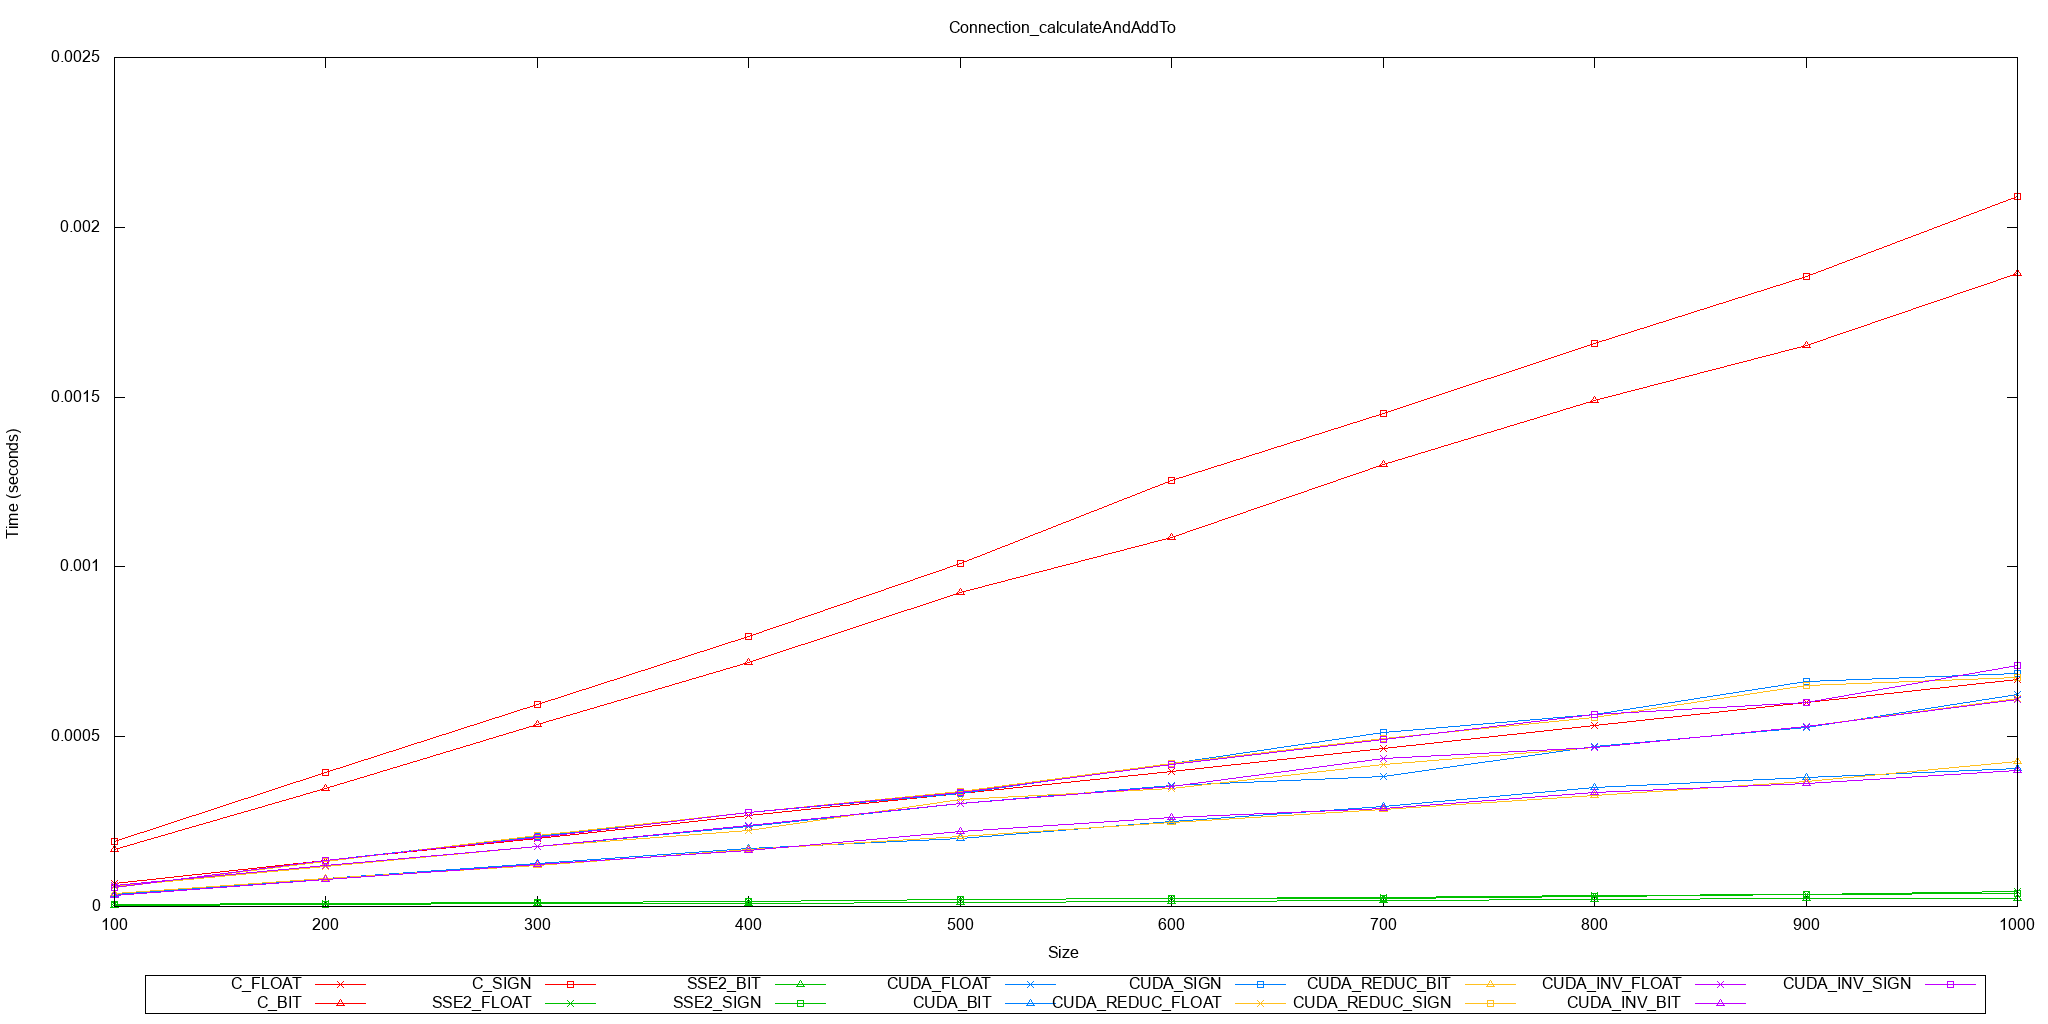 Connection_calculateAndAddTo
0.0025
0.002
0.0015
0.001
0.0005
0
Time (seconds)
100 200 300 400 500 600 700 800 900 1000
Size
C_FLOAT C_SIGN SSE2_BIT CUDA_FLOAT CUDA_SIGN CUDA_REDUC_BIT CUDA_INV_FLOAT CUDA_INV_SIGN
C_BIT SSE2_FLOAT SSE2_SIGN CUDA_BIT CUDA_REDUC_FLOAT CUDA_REDUC_SIGN CUDA_INV_BIT